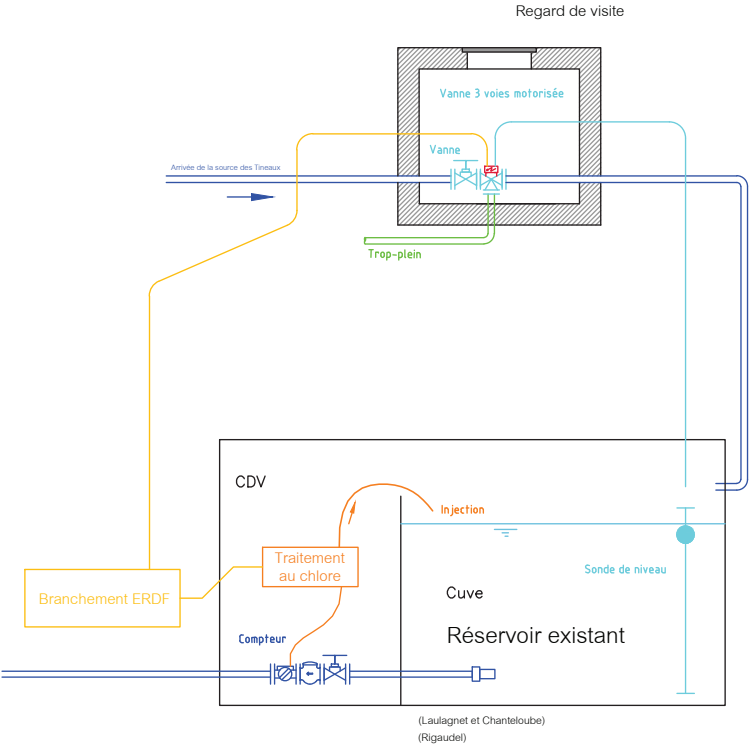 Regard de visite
Vanne 3 voies motorisée
Vanne
Arrivée de la source des Tineaux
Trop-plein
CDV
Injection
Traitement
au chlore
Sonde de niveau
Branchement ERDF
Cuve
Réservoir existant
Compteur
(Laulagnet et Chanteloube)
(Rigaudel)